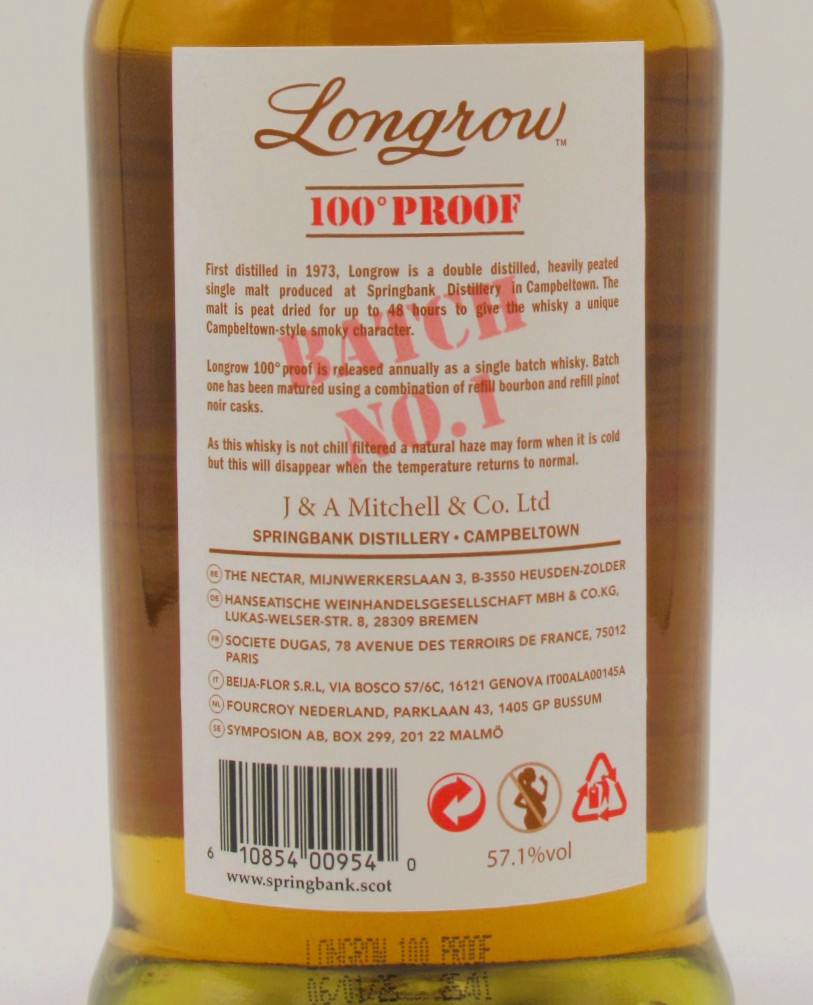 Longrow™
100° PROOF
First distilled in 1973, Longrow is a double distilled, heavily peated
single malt produced at Springbank Distillery in Campbeltown. The
malt is peat dried for up to 48 hours to give the whisky a unique
Campbeltown-style smoky character.
BATCH
NO.1
Longrow 100° proof is released annually as a single batch whisky. Batch
one has been matured using a combination of refill bourbon and refill pinot
noir casks.
As this whisky is not chill filtered a natural haze may form when it is cold
but this will disappear when the temperature returns to normal.
J & A Mitchell & Co. Ltd
SPRINGBANK DISTILLERY • CAMPBELTOWN
BE THE NECTAR, MIJNWERKERSLAAN 3, B-3550 HEUSDEN-ZOLDER
DE HANSEATISCHE WEINHANDELSGESELLSCHAFT MBH & CO.KG,
LUKAS-WELSER-STR. 8, 28309 BREMEN
FR SOCIETE DUGAS, 78 AVENUE DES TERROIRS DE FRANCE, 75012
PARIS
IT BEIJA-FLOR S.R.L, VIA BOSCO 57/6C, 16121 GENOVA IT00ALA00145A
NL FOURCROY NEDERLAND, PARKLAAN 43, 1405 GP BUSSUM
SE SYMPOSION AB, BOX 299, 201 22 MALMÖ
6 10854 00954 0
www.springbank.scot
57.1%vol
LONGROW 100 PROOF